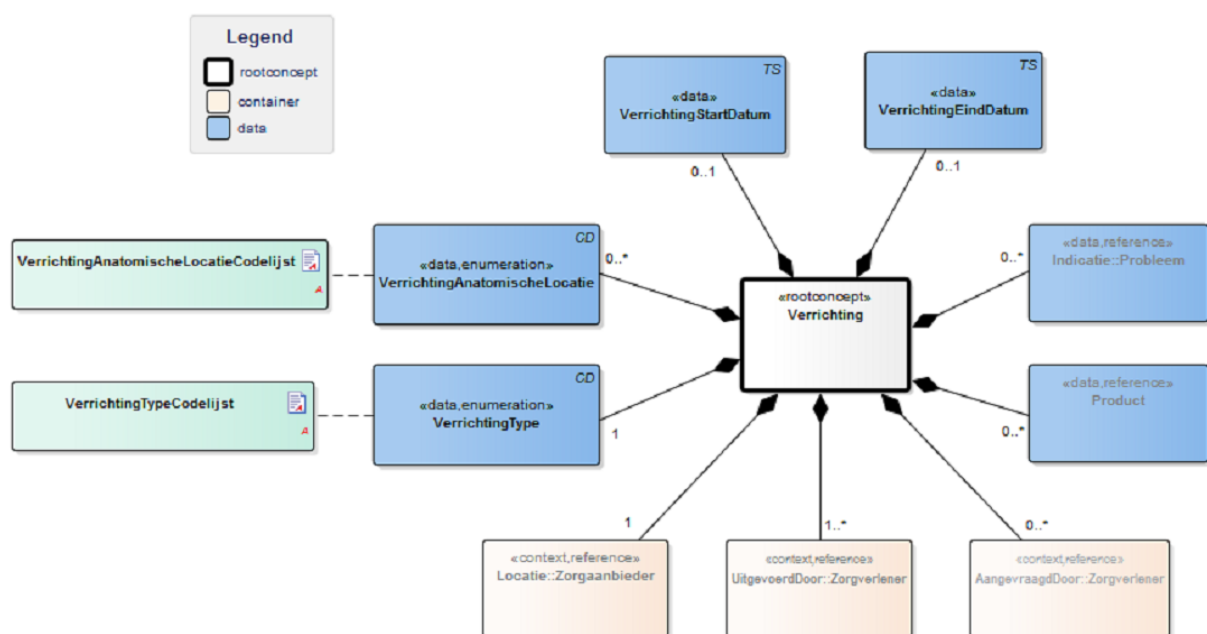 Legend
rootconcept
container
data
TS
«data»
VerrichtingStartDatum
0..1
TS
«data»
VerrichtingEindDatum
0..1
VerrichtingAnatomischeLocatieCodelijst
A
CD
«data,enumeration»
VerrichtingAnatomischeLocatie
0..*
«rootconcept»
Verrichting
«data,reference»
Indicatie::Probleem
0..*
VerrichtingTypeCodelijst
A
CD
«data,enumeration»
VerrichtingType
1
«data,reference»
Product
0..*
1
«context,reference»
Locatie::Zorgaanbieder
1..*
«context,reference»
UitgevoerdDoor::Zorgverlener
0..*
«context,reference»
AangevraagdDoor::Zorgverlener